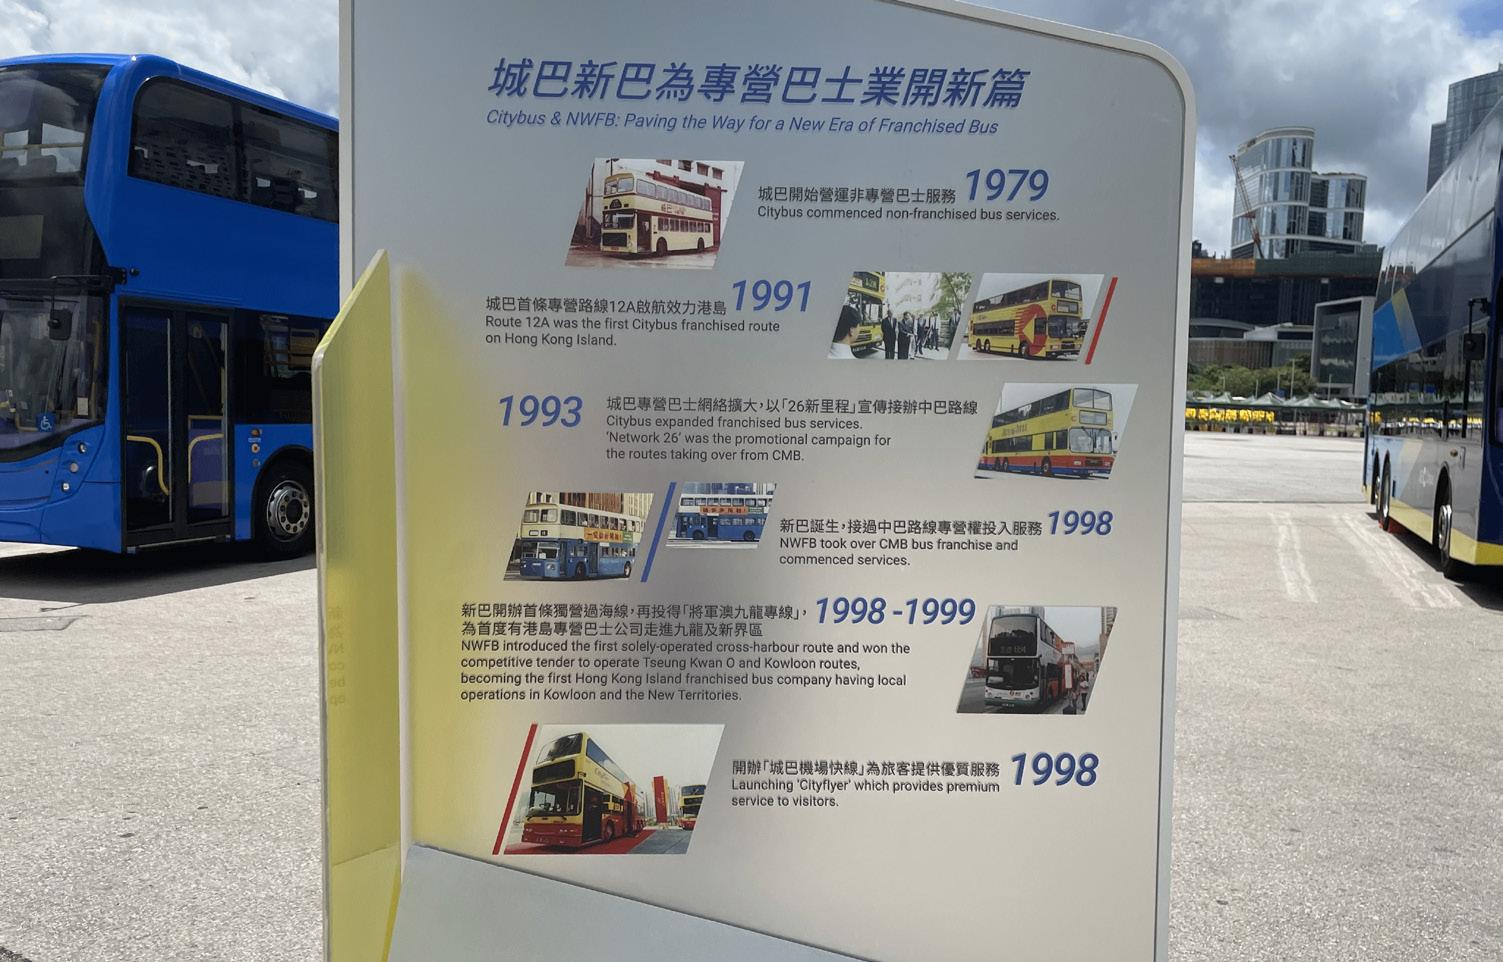 城巴新巴為專營巴士業開新篇
Citybus & NWFB: Paving the Way for a New Era of Franchised Bus
城巴開始營運非專營巴士服務 1979
Citybus commenced non-franchised bus services.
城巴首條專營路線12A啟航效力港島 1991
Route 12A was the first Citybus franchised route
on Hong Kong Island.
1993
城巴專營巴士網絡擴大，以「26新里程」宣傳接辦中巴路線
Citybus expanded franchised bus services.
'Network 26' was the promotional campaign for
the routes taking over from CMB.
新巴誕生，接過中巴路線專營權投入服務 1998
NWFB took over CMB bus franchise and
commenced services.
新巴開辦首條獨營過海線，再投得「將軍澳九龍專線」， 1998 -1999
為首度有港島專營巴士公司走進九龍及新界區
NWFB introduced the first solely-operated cross-harbour route and won the
competitive tender to operate Tseung Kwan O and Kowloon routes,
becoming the first Hong Kong Island franchised bus company having local
operations in Kowloon and the New Territories.
開辦「城巴機場快線」為旅客提供優質服務 1998
Launching 'Cityflyer' which provides premium
service to visitors.